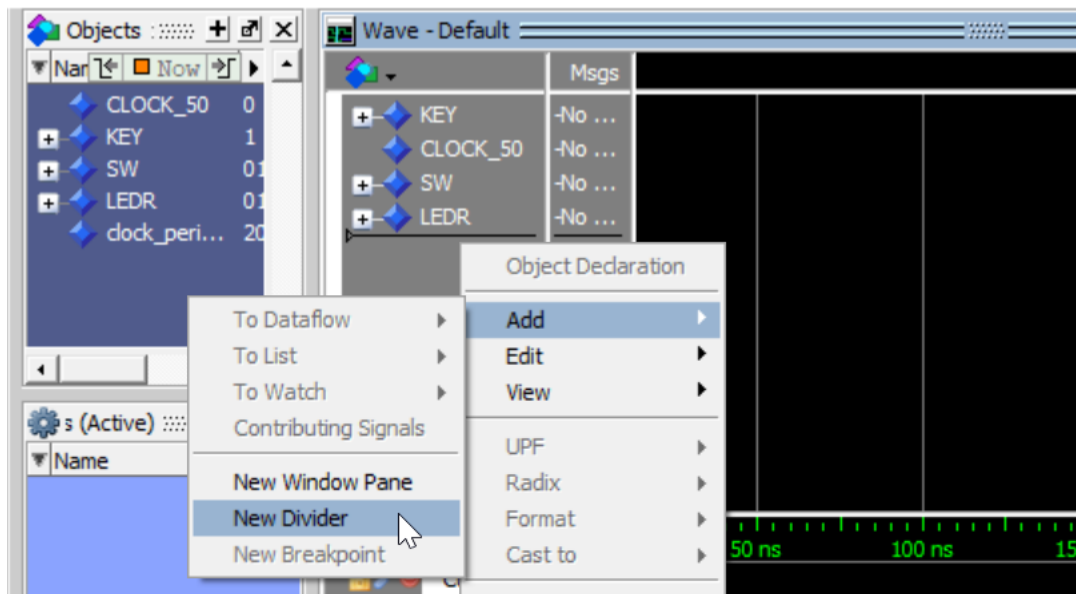 Objects
Nar Now
CLOCK_50 0
KEY 1
SW 01
LEDR 01
clock_peri... 20
s (Active)
Name
Wave - Default
Msgs
KEY -No ...
CLOCK_50 -No ...
SW -No ...
LEDR -No ...
Object Declaration
Add
Edit
View
UPF
Radix
Format
Cast to
To Dataflow
To List
To Watch
Contributing Signals
New Window Pane
New Divider
New Breakpoint
50 ns 100 ns 15